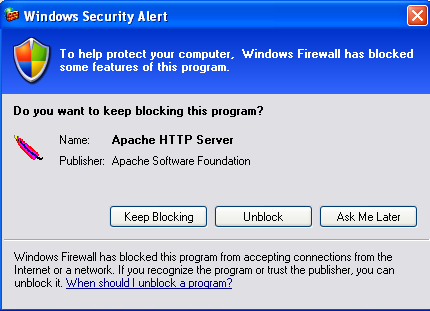 Windows Security Alert
To help protect your computer, Windows Firewall has blocked
some features of this program.
Do you want to keep blocking this program?
Name: Apache HTTP Server
Publisher: Apache Software Foundation
Keep Blocking Unblock Ask Me Later
Windows Firewall has blocked this program from accepting connections from the
Internet or a network. If you recognize the program or trust the publisher, you can
unblock it. When should I unblock a program?